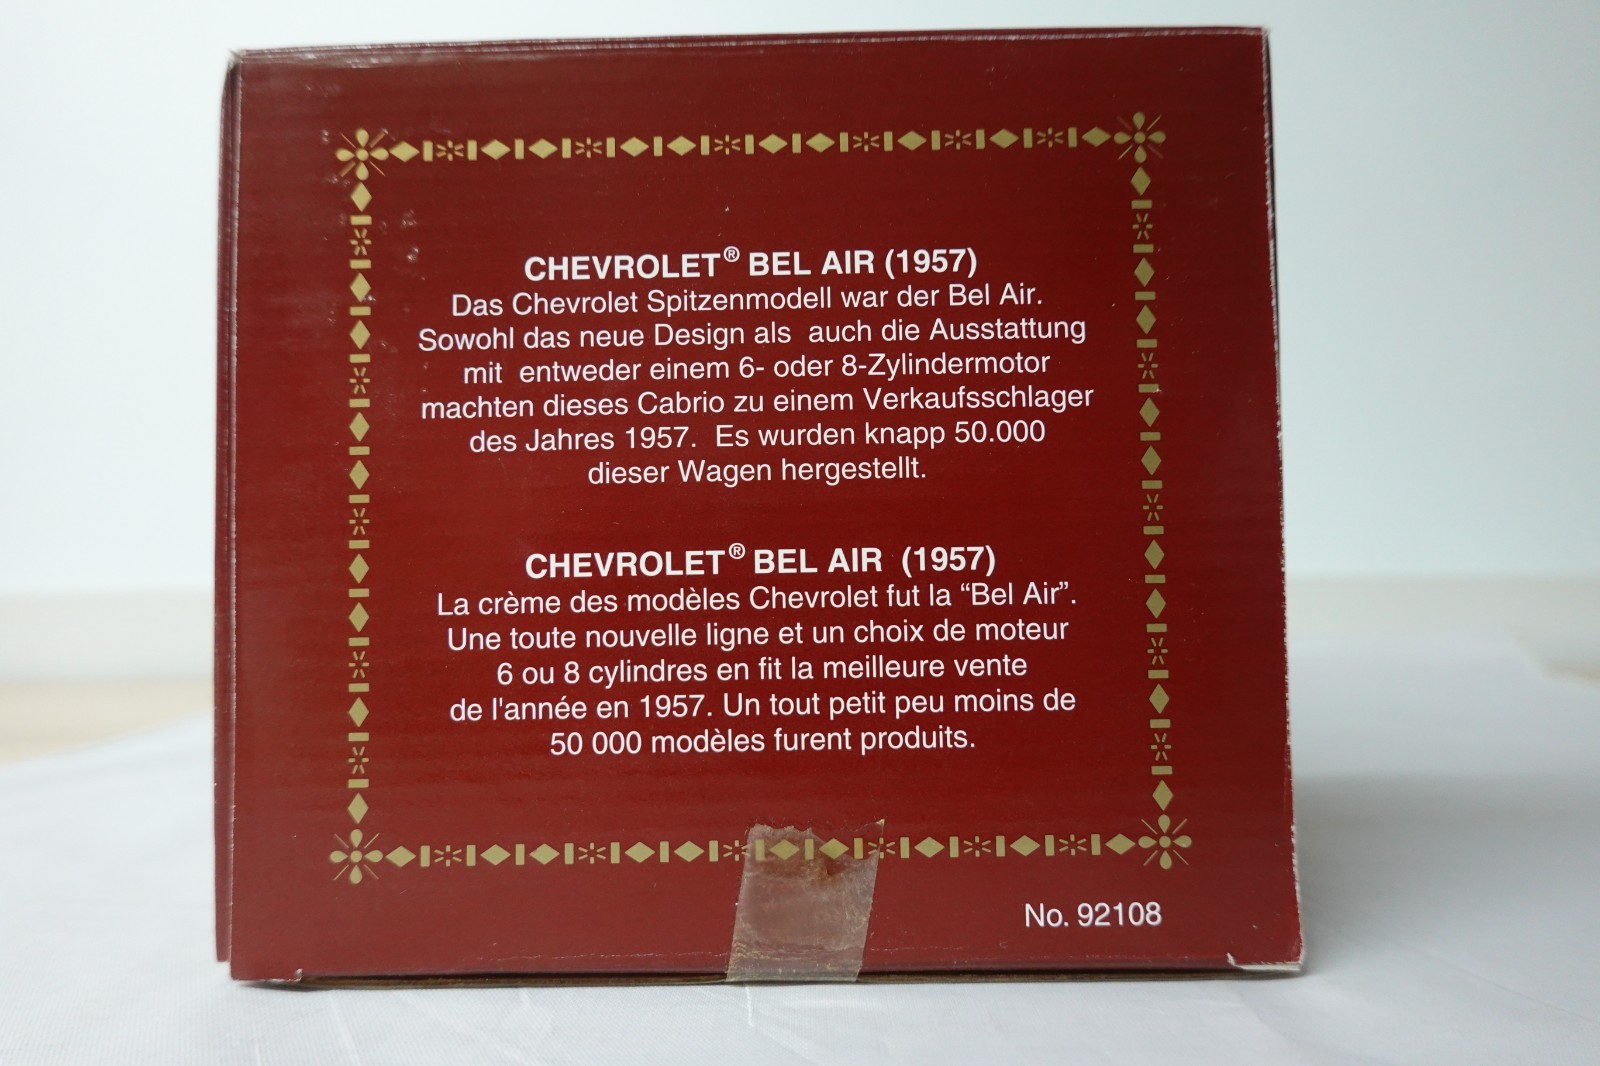 CHEVROLET® BEL AIR (1957)
Das Chevrolet Spitzenmodell war der Bel Air.
Sowohl das neue Design als auch die Ausstattung
mit entweder einem 6- oder 8-Zylindermotor
machten dieses Cabrio zu einem Verkaufsschlager
des Jahres 1957. Es wurden knapp 50.000
dieser Wagen hergestellt.
CHEVROLET® BEL AIR (1957)
La crème des modèles Chevrolet fut la “Bel Air”.
Une toute nouvelle ligne et un choix de moteur
6 ou 8 cylindres en fit la meilleure vente
de l'année en 1957. Un tout petit peu moins de
50 000 modèles furent produits.
No. 92108